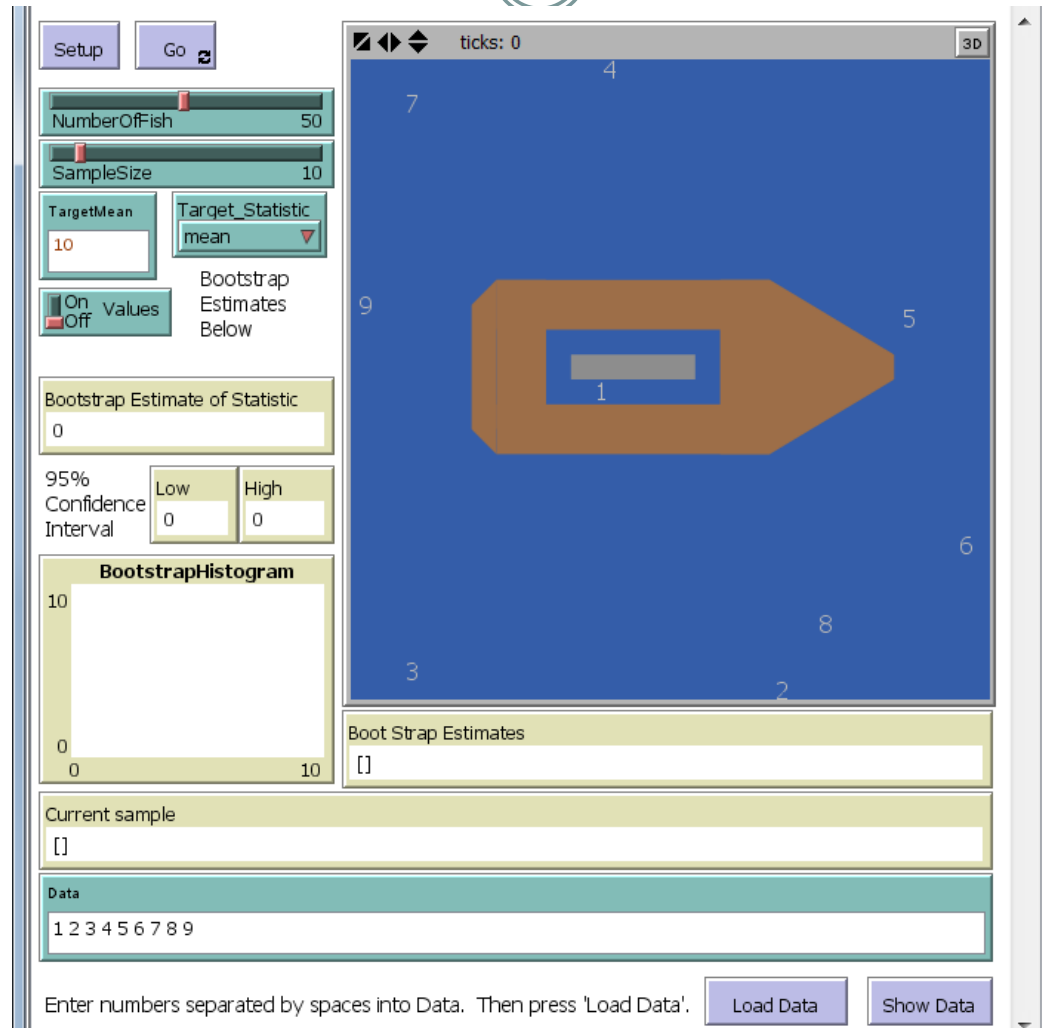 Setup
Go
ticks: 0
3D
NumberOfFish 50
SampleSize 10
TargetMean
10
Target_Statistic
mean
On
Off
Values
Bootstrap
Estimates
Below
Bootstrap Estimate of Statistic
0
95%
Confidence
Interval
Low
0
High
0
BootstrapHistogram
10
0
0 10
4
7
9
5
1
6
8
3
2
Boot Strap Estimates
[]
Current sample
[]
Data
1 2 3 4 5 6 7 8 9
Enter numbers separated by spaces into Data. Then press 'Load Data'.
Load Data
Show Data